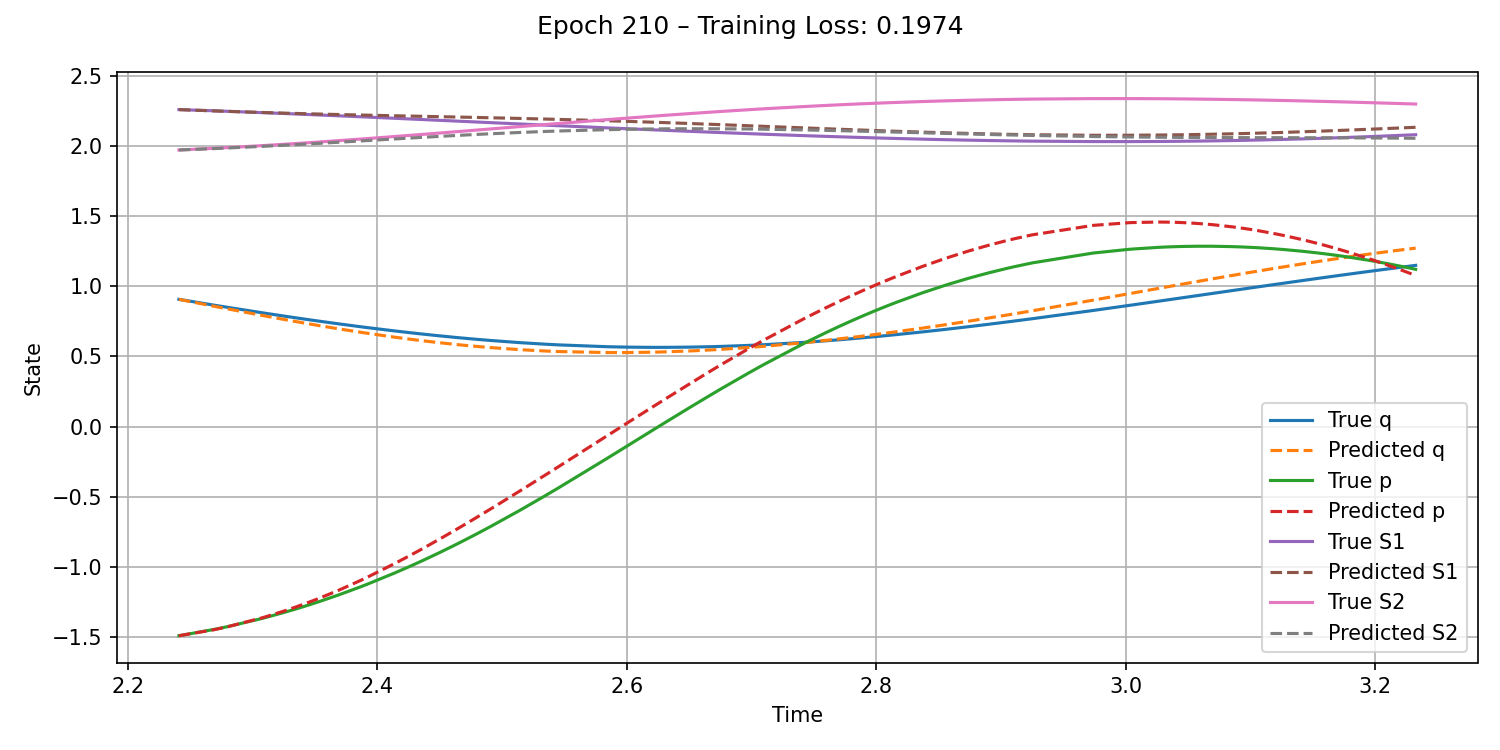 Epoch 210 – Training Loss: 0.1974
2.5
2.0
1.5
1.0
0.5
0.0
−0.5
−1.0
−1.5
State
True q
Predicted q
True p
Predicted p
True S1
Predicted S1
True S2
Predicted S2
2.2 2.4 2.6 2.8 3.0 3.2
Time